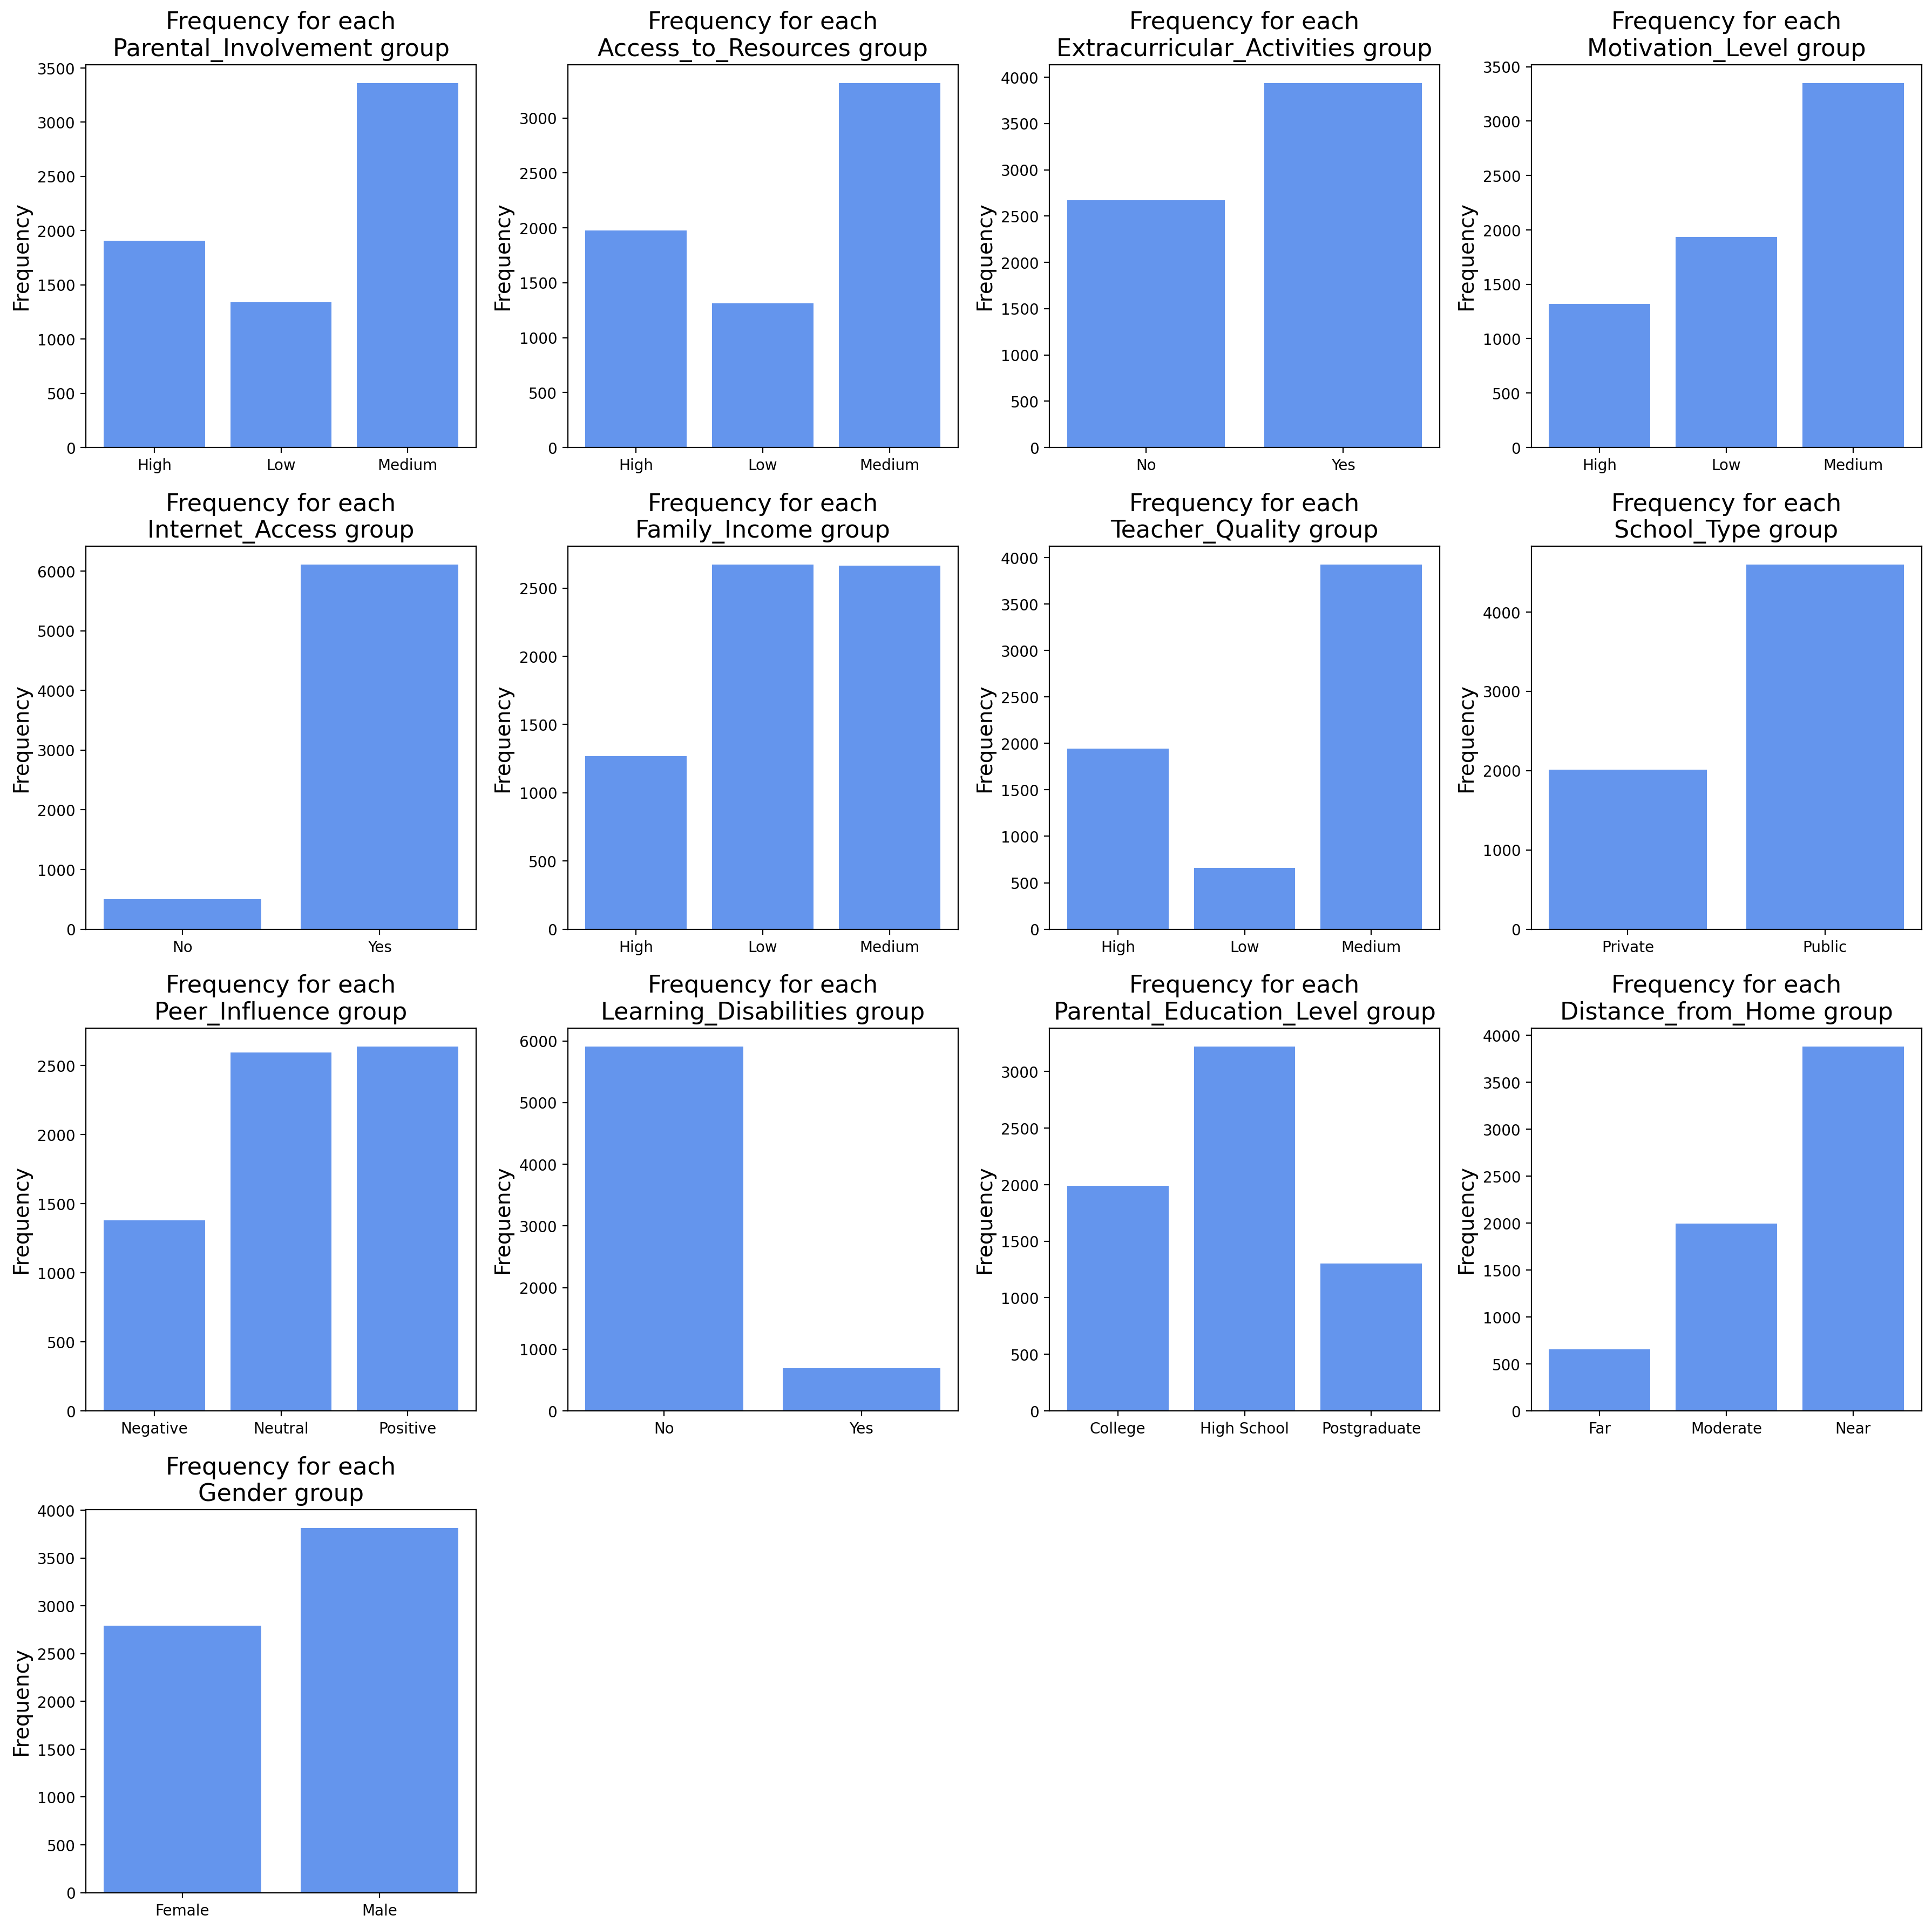 Frequency for each
Parental_Involvement group
Frequency
3500
3000
2500
2000
1500
1000
500
0
High Low Medium
Frequency for each
Access_to_Resources group
Frequency
3000
2500
2000
1500
1000
500
0
High Low Medium
Frequency for each
Extracurricular_Activities group
Frequency
4000
3500
3000
2500
2000
1500
1000
500
0
No Yes
Frequency for each
Motivation_Level group
Frequency
3500
3000
2500
2000
1500
1000
500
0
High Low Medium
Frequency for each
Internet_Access group
Frequency
6000
5000
4000
3000
2000
1000
0
No Yes
Frequency for each
Family_Income group
Frequency
2500
2000
1500
1000
500
0
High Low Medium
Frequency for each
Teacher_Quality group
Frequency
4000
3500
3000
2500
2000
1500
1000
500
0
High Low Medium
Frequency for each
School_Type group
Frequency
4000
3000
2000
1000
0
Private Public
Frequency for each
Peer_Influence group
Frequency
2500
2000
1500
1000
500
0
Negative Neutral Positive
Frequency for each
Learning_Disabilities group
Frequency
6000
5000
4000
3000
2000
1000
0
No Yes
Frequency for each
Parental_Education_Level group
Frequency
3000
2500
2000
1500
1000
500
0
College High School Postgraduate
Frequency for each
Distance_from_Home group
Frequency
4000
3500
3000
2500
2000
1500
1000
500
0
Far Moderate Near
Frequency for each
Gender group
Frequency
4000
3500
3000
2500
2000
1500
1000
500
0
Female Male